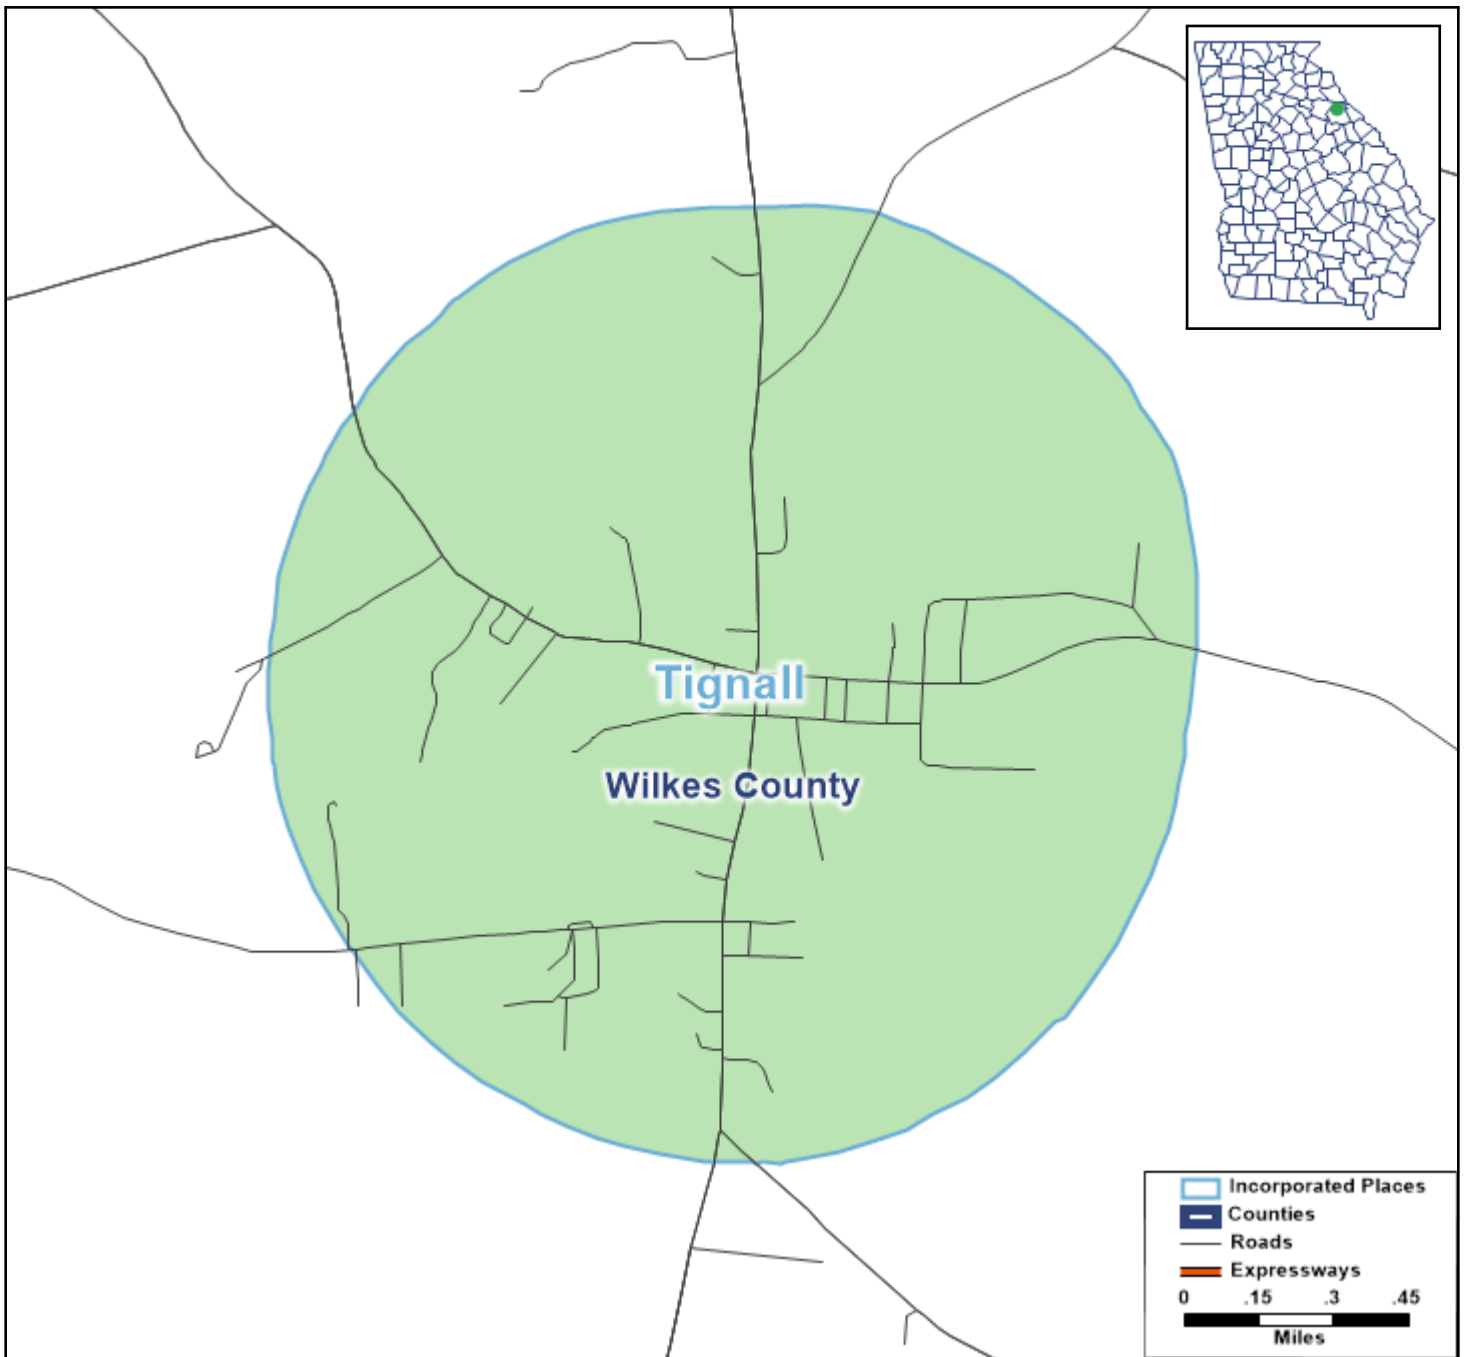 Tignall
Wilkes County
Incorporated Places
Counties
Roads
Expressways
0 .15 .3 .45
Miles